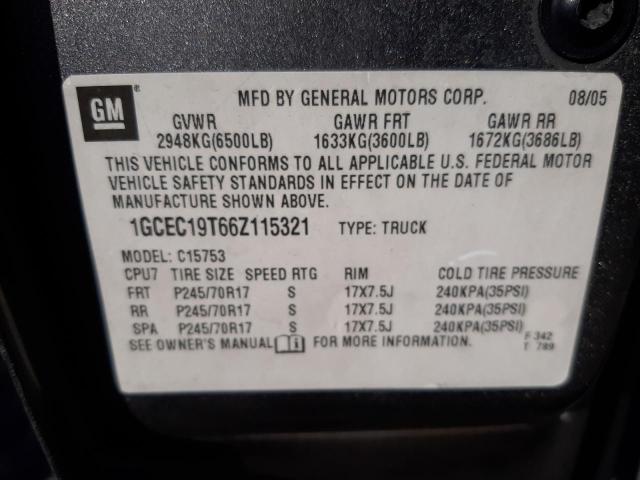 GM ®
MFD BY GENERAL MOTORS CORP. 08/05
GVWR GAWR FRT GAWR RR
2948KG(6500LB) 1633KG(3600LB) 1672KG(3686LB)
THIS VEHICLE CONFORMS TO ALL APPLICABLE U.S. FEDERAL MOTOR
VEHICLE SAFETY STANDARDS IN EFFECT ON THE DATE OF
MANUFACTURE SHOWN ABOVE.
1GCEC19T66Z115321 TYPE: TRUCK
MODEL: C15753
CPU7 TIRE SIZE SPEED RTG RIM COLD TIRE PRESSURE
FRT P245/70R17 S 17X7.5J 240KPA(35PSI)
RR P245/70R17 S 17X7.5J 240KPA(35PSI)
SPA P245/70R17 S 17X7.5J 240KPA(35PSI)
SEE OWNER'S MANUAL i FOR MORE INFORMATION.
F 342
T 789